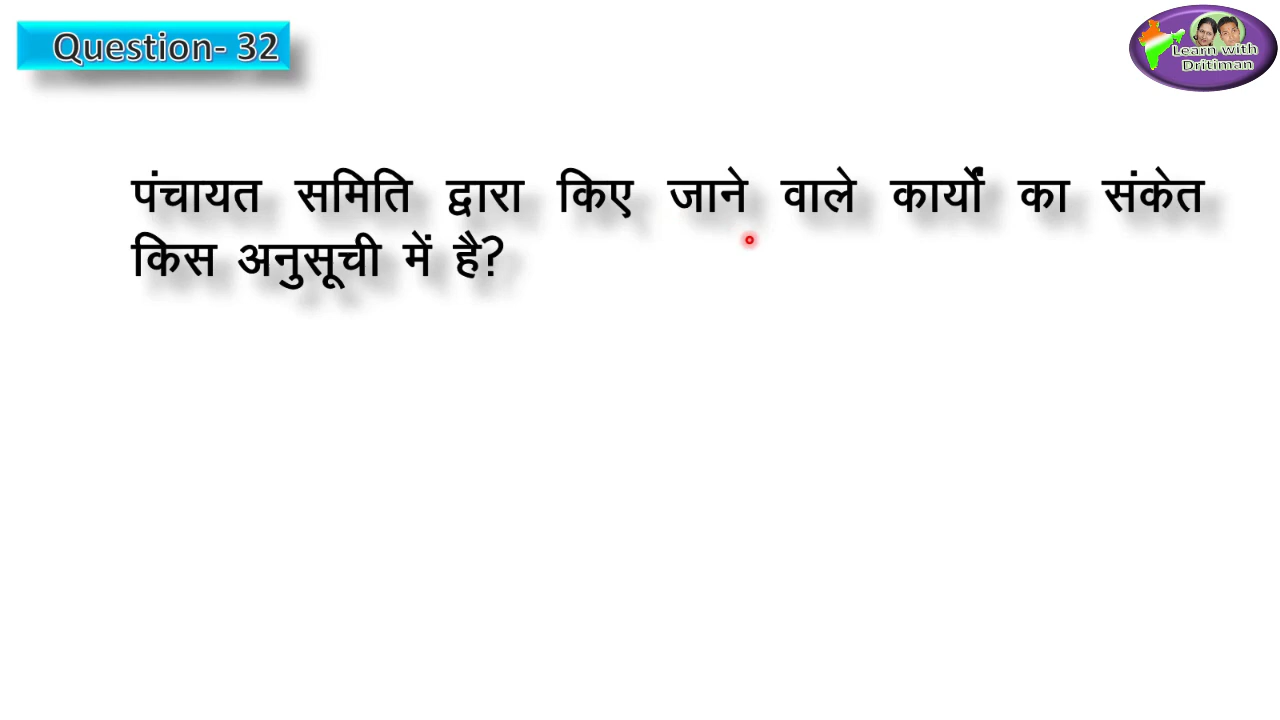 Question- 32
Learn with
Dritiman
पंचायत समिति द्वारा किए जाने वाले कार्यों का संकेत
किस अनुसूची में है?